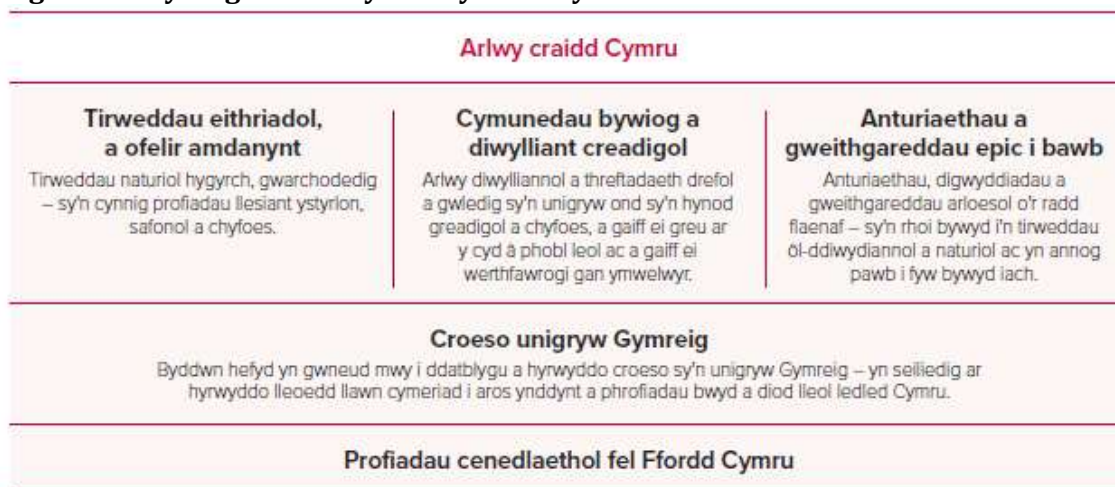 Arlwy craidd Cymru
Tirweddau eithriadol,
a ofelir amdanynt
Tirweddau naturiol hygyrch, gwarchodedig
– sy'n cynnig profiadau llesiant ystyrlon,
safonol a chyfoes.
Cymunedau bywiog a
diwylliant creadigol
Arlwy diwylliannol a threftadaeth drefol
a gwledig sy'n unigryw ond sy'n hynod
greadigol a chyfoes, a gaiff ei greu ar
y cyd â phobl leol ac a gaiff ei
werthfawrogi gan ymwelwyr.
Anturiaethau a
gweithgareddau epic i bawb
Anturiaethau, digwyddiadau a
gweithgareddau arloesol o'r radd
flaenaf – sy'n rhoi bywyd i'n tirweddau
ôl-ddiwydiannol a naturiol ac yn annog
pawb i fyw bywyd iach.
Croeso unigryw Gymreig
Byddwn hefyd yn gwneud mwy i ddatblygu a hyrwyddo croeso sy'n unigryw Gymreig – yn seiliedig ar
hyrwyddo lleoedd llawn cymeriad i aros ynddynt a phrofiadau bwyd a diod lleol ledled Cymru.
Profiadau cenedlaethol fel Ffordd Cymru